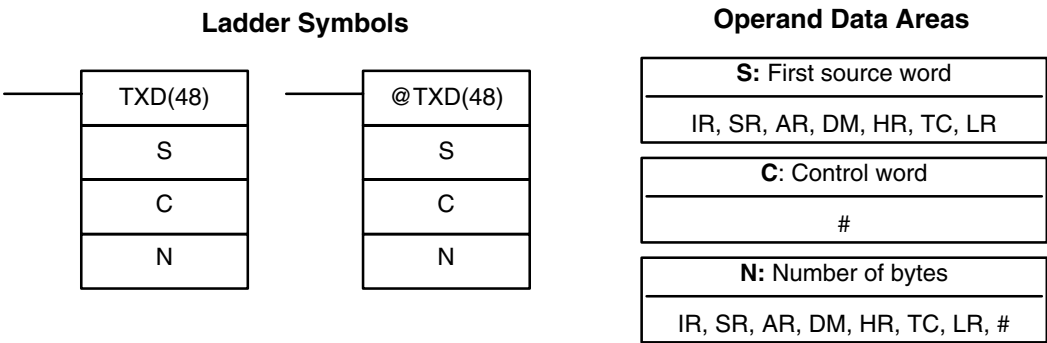 Ladder Symbols
TXD(48)
S
C
N
@TXD(48)
S
C
N
Operand Data Areas
S: First source word
IR, SR, AR, DM, HR, TC, LR
C: Control word
#
N: Number of bytes
IR, SR, AR, DM, HR, TC, LR, #